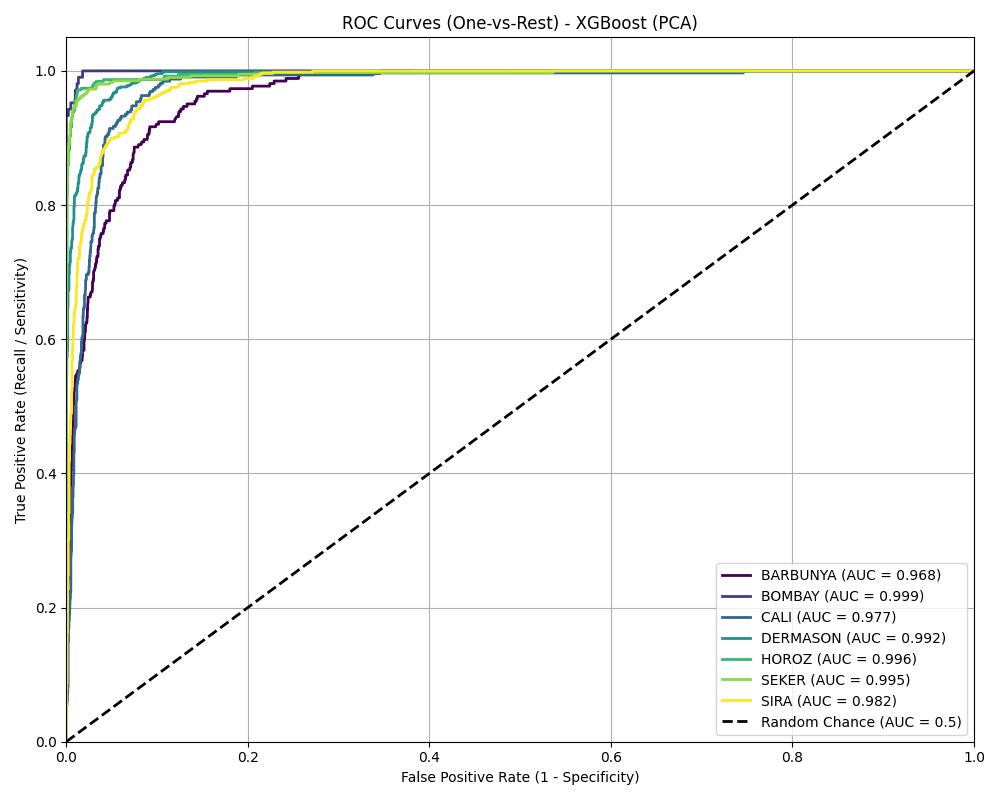 ROC Curves (One-vs-Rest) - XGBoost (PCA)
True Positive Rate (Recall / Sensitivity)
1.0
0.8
0.6
0.4
0.2
0.0
BARBUNYA (AUC = 0.968)
BOMBAY (AUC = 0.999)
CALI (AUC = 0.977)
DERMASON (AUC = 0.992)
HOROZ (AUC = 0.996)
SEKER (AUC = 0.995)
SIRA (AUC = 0.982)
Random Chance (AUC = 0.5)
0.0 0.2 0.4 0.6 0.8 1.0
False Positive Rate (1 - Specificity)